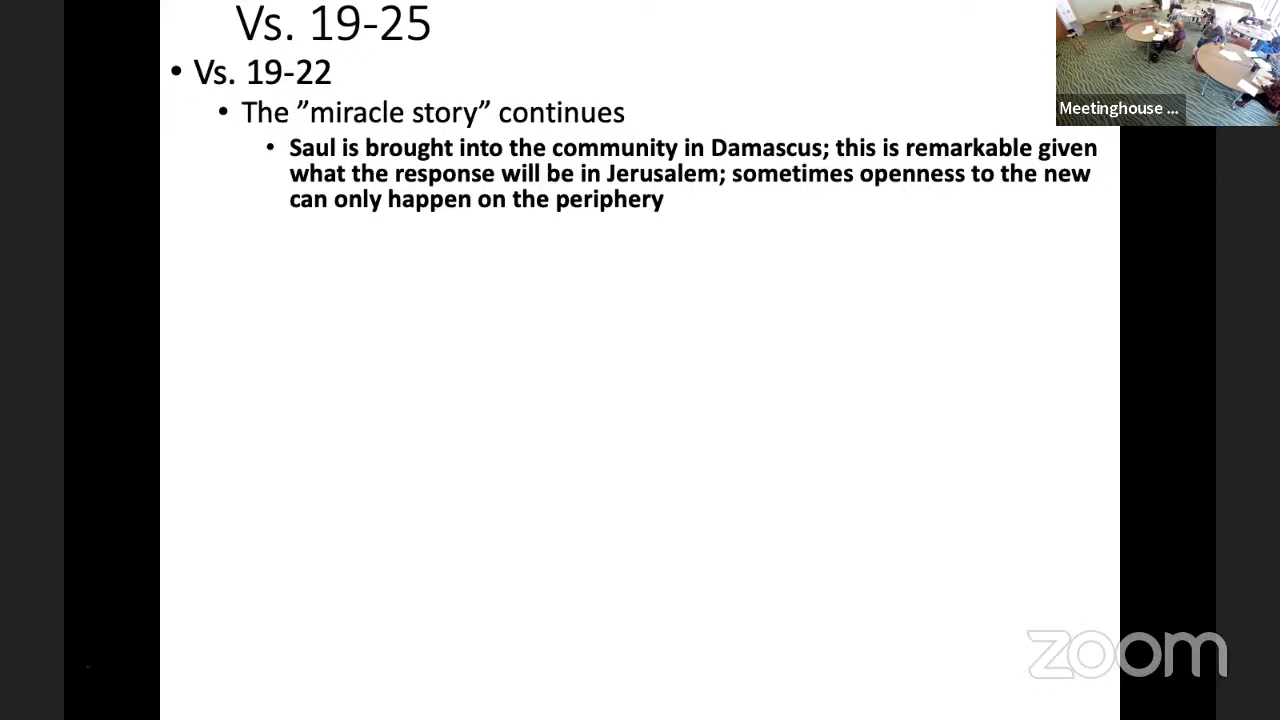 Vs. 19-25
• Vs. 19-22
• The ”miracle story” continues
• Saul is brought into the community in Damascus; this is remarkable given
what the response will be in Jerusalem; sometimes openness to the new
can only happen on the periphery
Meetinghouse ...
zoom